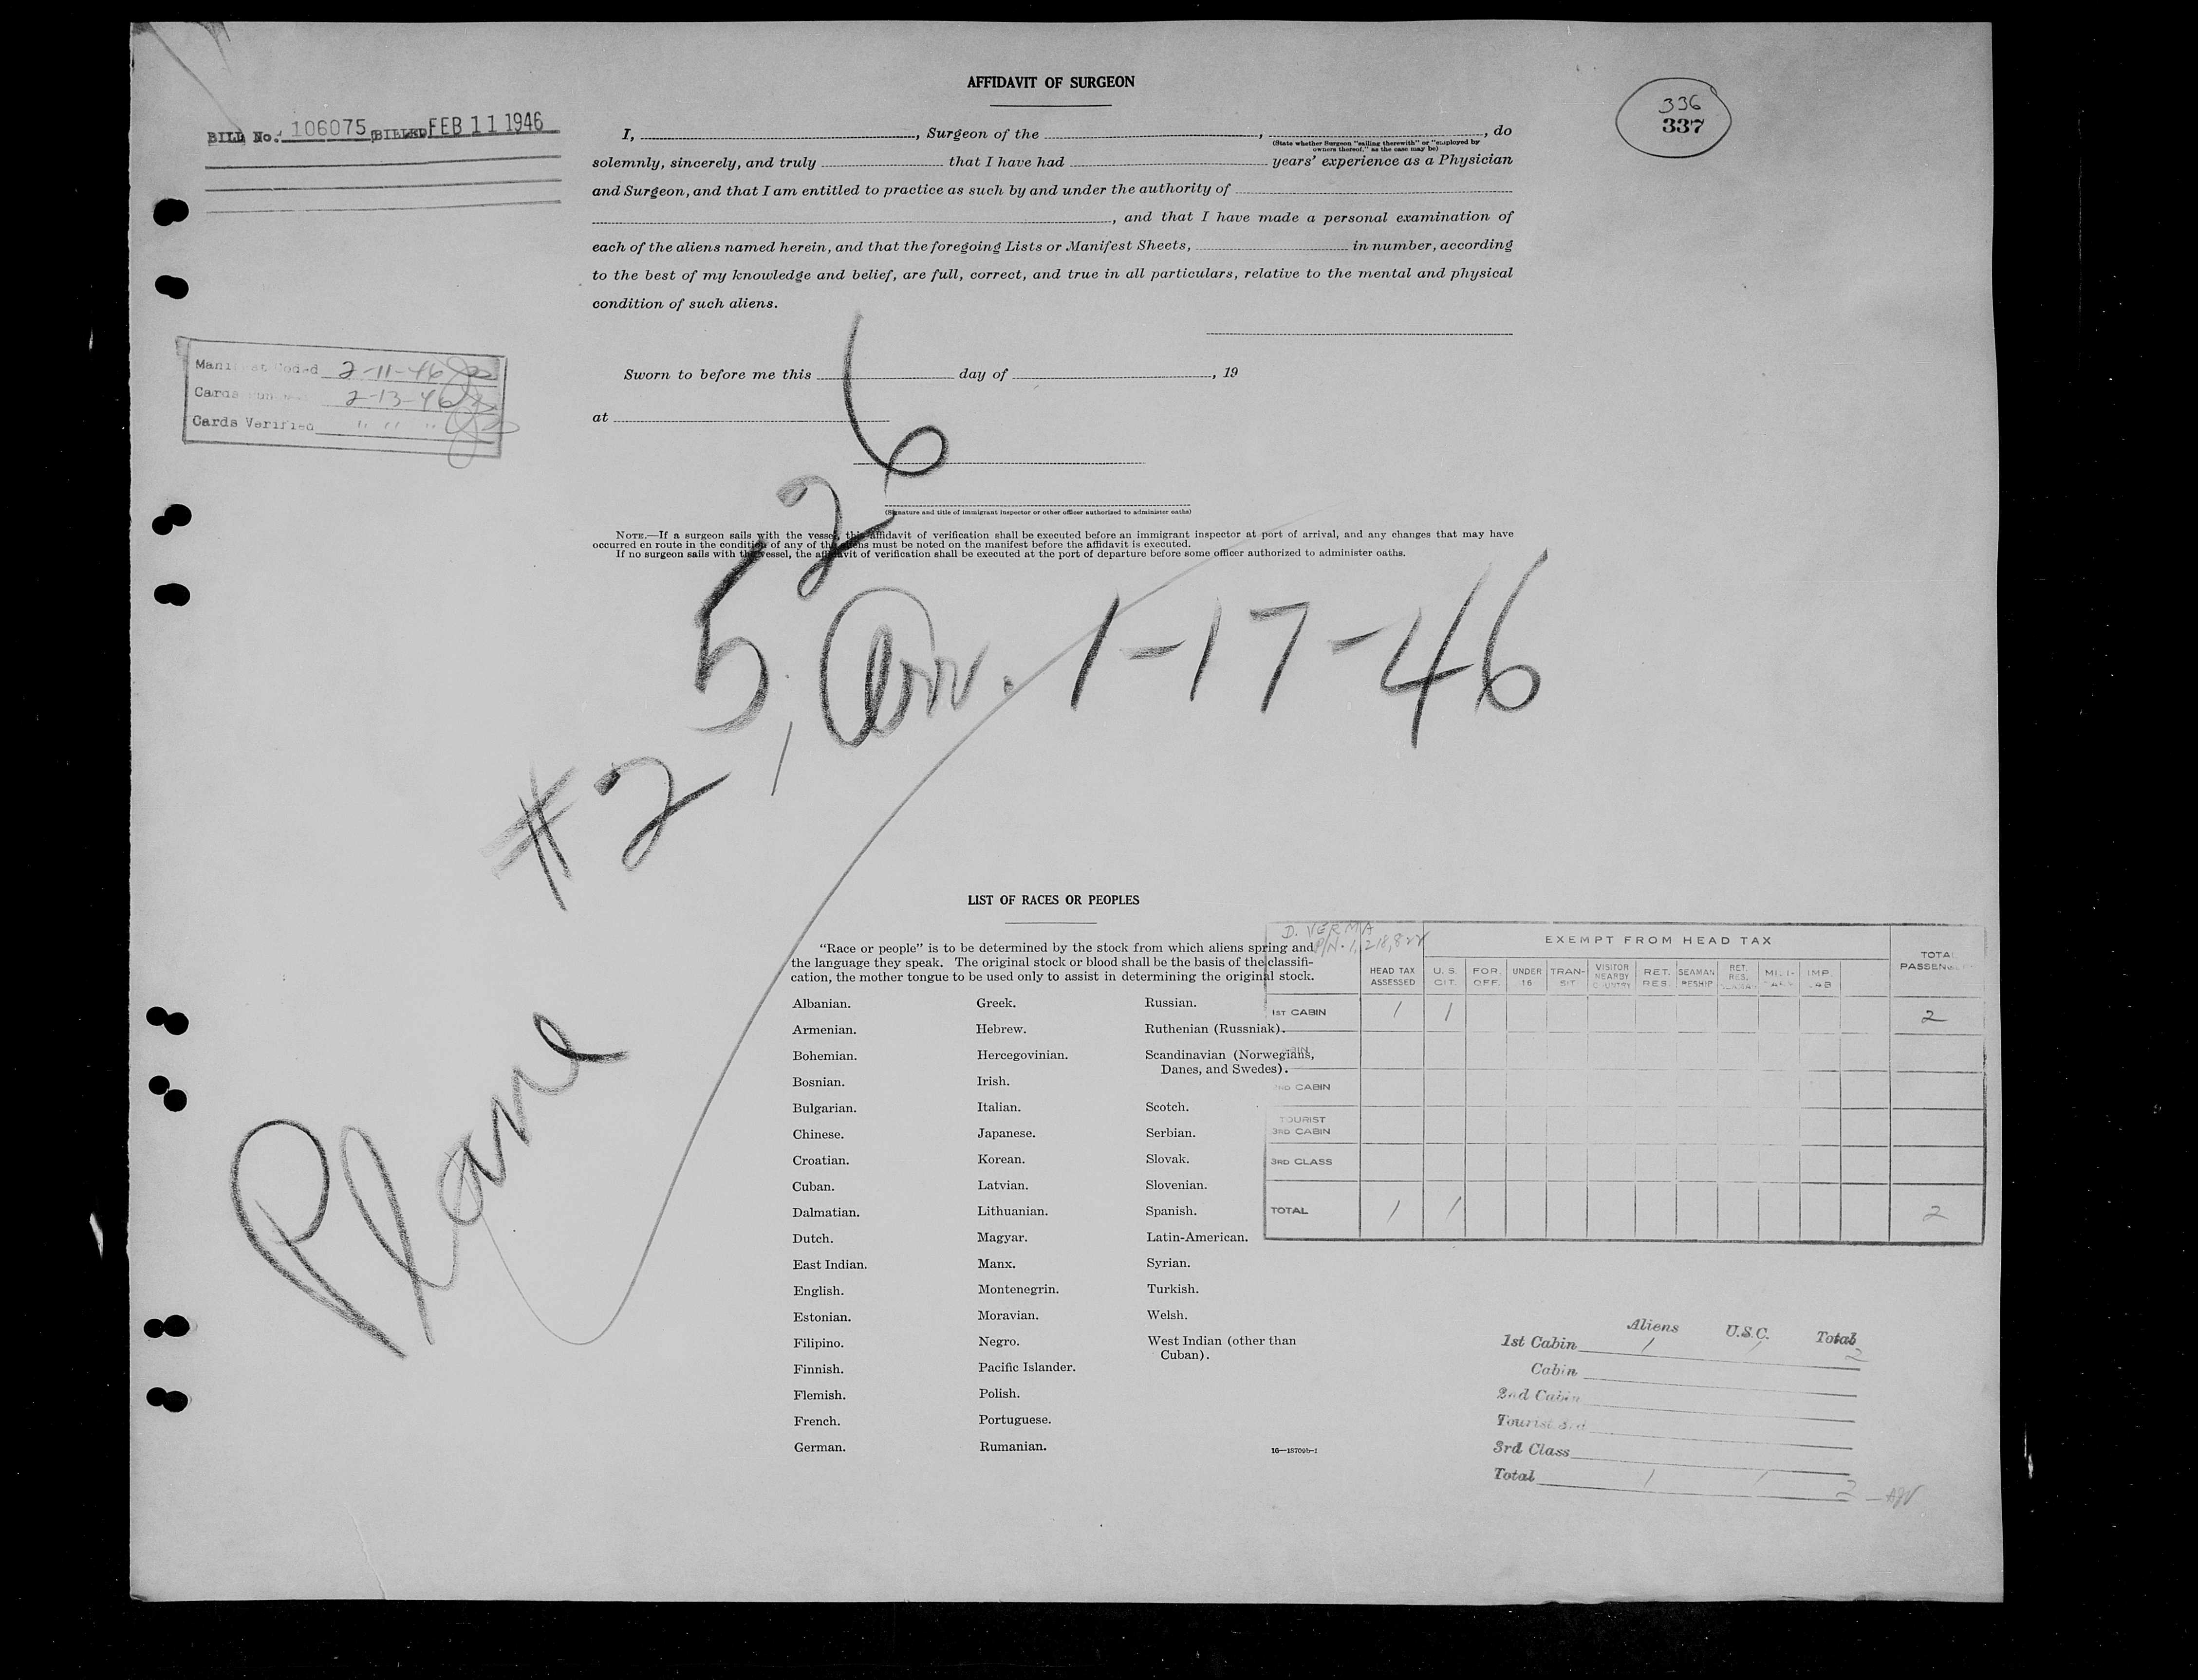 AFFIDAVIT OF SURGEON
336
337
BILL No. 106075 BILLED FEB 11 1946
I, , Surgeon of the , , do
(State whether Surgeon "sailing therewith" or "employed by owners thereof," as the case may be)
solemnly, sincerely, and truly that I have had years' experience as a Physician
and Surgeon, and that I am entitled to practice as such by and under the authority of
, and that I have made a personal examination of
each of the aliens named herein, and that the foregoing Lists or Manifest Sheets, in number, according
to the best of my knowledge and belief, are full, correct, and true in all particulars, relative to the mental and physical
condition of such aliens.
Manifest Coded 2-11-46
Cards 2-13-46
Cards Verified " " "
Sworn to before me this day of , 19
at
(Signature and title of immigrant inspector or other officer authorized to administer oaths)
NOTE.—If a surgeon sails with the vessel, this affidavit of verification shall be executed before an immigrant inspector at port of arrival, and any changes that may have
occurred en route in the condition of any of the aliens must be noted on the manifest before the affidavit is executed.
If no surgeon sails with the vessel, the affidavit of verification shall be executed at the port of departure before some officer authorized to administer oaths.
Plane #2526, Arr. 1-17-46
LIST OF RACES OR PEOPLES
"Race or people" is to be determined by the stock from which aliens spring and
the language they speak. The original stock or blood shall be the basis of the classifi-
cation, the mother tongue to be used only to assist in determining the original stock.
Albanian.
Armenian.
Bohemian.
Bosnian.
Bulgarian.
Chinese.
Croatian.
Cuban.
Dalmatian.
Dutch.
East Indian.
English.
Estonian.
Filipino.
Finnish.
Flemish.
French.
German.
Greek.
Hebrew.
Hercegovinian.
Irish.
Italian.
Japanese.
Korean.
Latvian.
Lithuanian.
Magyar.
Manx.
Montenegrin.
Moravian.
Negro.
Pacific Islander.
Polish.
Portuguese.
Rumanian.
Russian.
Ruthenian (Russniak).
Scandinavian (Norwegians,
Danes, and Swedes).
Scotch.
Serbian.
Slovak.
Slovenian.
Spanish.
Latin-American.
Syrian.
Turkish.
Welsh.
West Indian (other than
Cuban).
16—18709b-1
D. VERMA
P/N. 1,218,822
EXEMPT FROM HEAD TAX
HEAD TAX ASSESSED U. S. CIT. FOR. OFF. UNDER 16 TRANSIT VISITOR NEARBY COUNTRY RET. RES. SEAMAN RESHIP RET. RES. SEAMAN TOTAL PASSENGERS
1ST CABIN 1 1 2
CABIN
2ND CABIN
TOURIST
3RD CABIN
3RD CLASS
TOTAL 1 1 2
Aliens U.S.C. Total
1st Cabin 1 1 2
Cabin
2nd Cabin
Tourist 3rd
3rd Class
Total 1 1 2